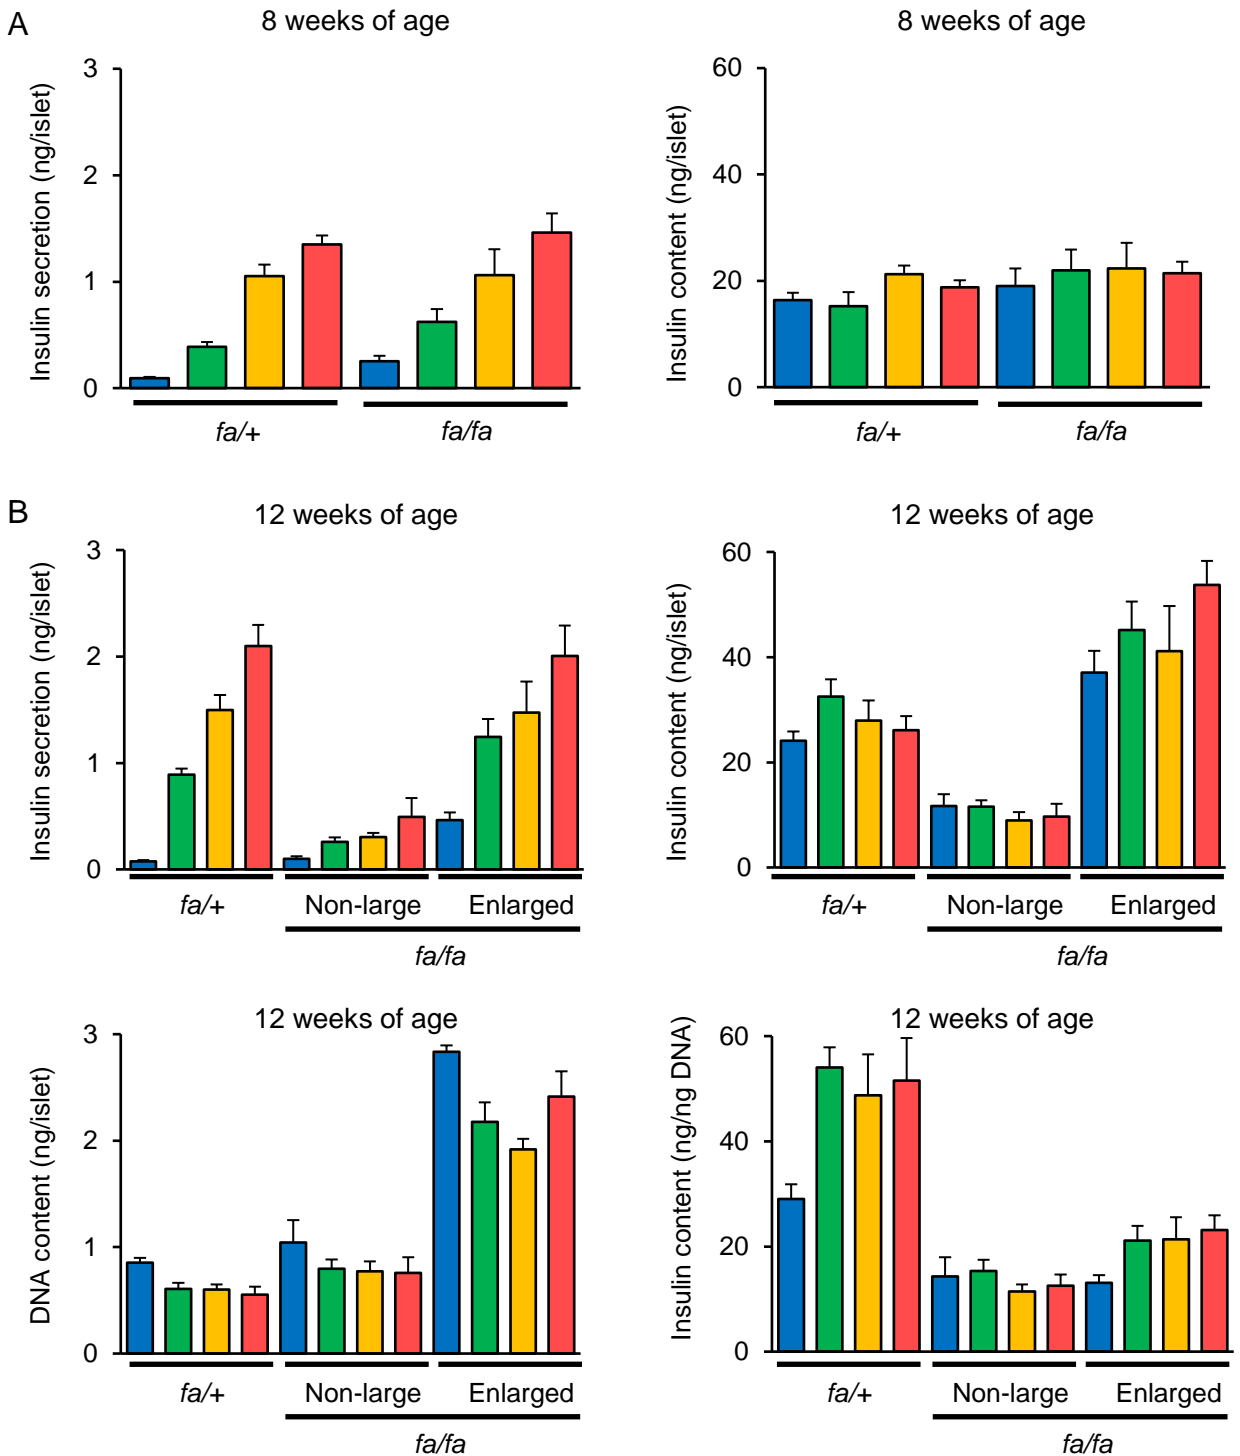 A
8 weeks of age
8 weeks of age
Insulin secretion (ng/islet)
3
2
1
0
fa/+
fa/fa
Insulin content (ng/islet)
60
40
20
0
fa/+
fa/fa
B
12 weeks of age
12 weeks of age
Insulin secretion (ng/islet)
3
2
1
0
fa/+
Non-large
Enlarged
fa/fa
Insulin content (ng/islet)
60
40
20
0
fa/+
Non-large
Enlarged
fa/fa
12 weeks of age
12 weeks of age
DNA content (ng/islet)
3
2
1
0
fa/+
Non-large
Enlarged
fa/fa
Insulin content (ng/ng DNA)
60
40
20
0
fa/+
Non-large
Enlarged
fa/fa